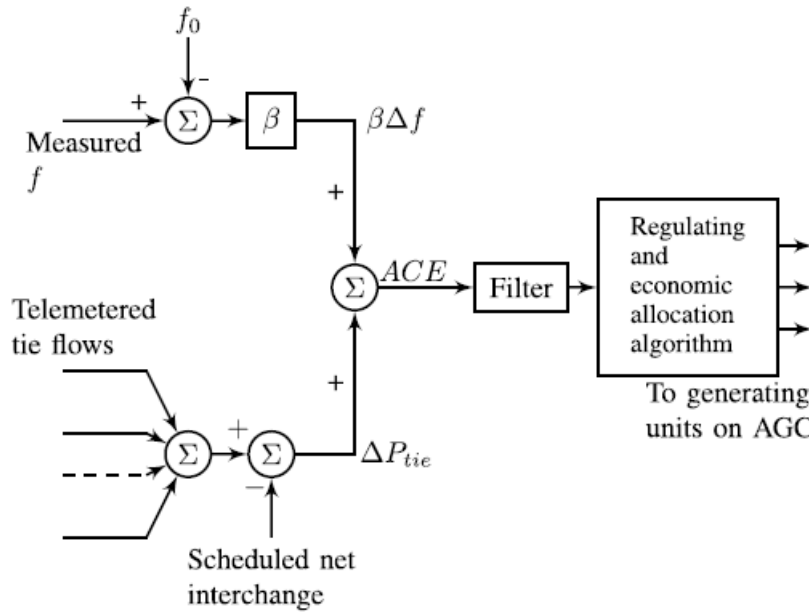 f₀
-
+
Σ
β
βΔf
Measured
f
+
Σ
ACE
Filter
Regulating
and
economic
allocation
algorithm
Telemetered
tie flows
+
To generating
units on AGC
Σ
+
Σ
−
ΔPₜᵢₑ
Scheduled net
interchange